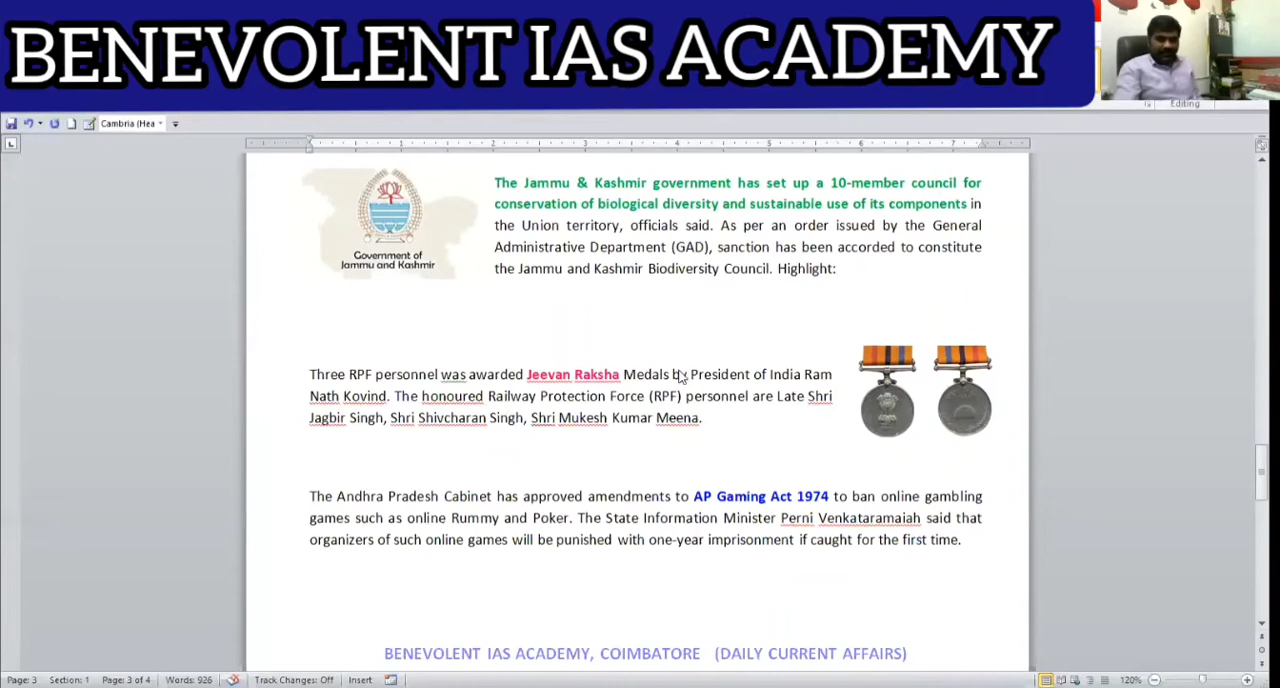 BENEVOLENT IAS ACADEMY
Editing
Cambria (Hea
1
2
3
4
5
6
7
The Jammu & Kashmir government has set up a 10-member council for
conservation of biological diversity and sustainable use of its components in
the Union territory, officials said. As per an order issued by the General
Administrative Department (GAD), sanction has been accorded to constitute
the Jammu and Kashmir Biodiversity Council. Highlight:
Government of
Jammu and Kashmir
Three RPF personnel was awarded Jeevan Raksha Medals by President of India Ram
Nath Kovind. The honoured Railway Protection Force (RPF) personnel are Late Shri
Jagbir Singh, Shri Shivcharan Singh, Shri Mukesh Kumar Meena.
The Andhra Pradesh Cabinet has approved amendments to AP Gaming Act 1974 to ban online gambling
games such as online Rummy and Poker. The State Information Minister Perni Venkataramaiah said that
organizers of such online games will be punished with one-year imprisonment if caught for the first time.
BENEVOLENT IAS ACADEMY, COIMBATORE (DAILY CURRENT AFFAIRS)
Page: 3 Section: 1 Page: 3 of 4 Words: 926 Track Changes: Off Insert 120%